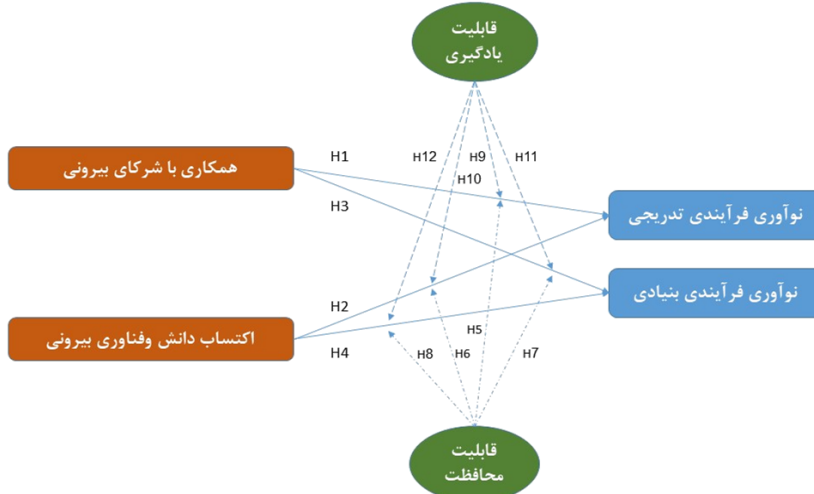 قابلیت
یادگیری
همکاری با شرکای بیرونی
H1
H12
H9
H11
H10
H3
نوآوری فرآیندی تدریجی
نوآوری فرآیندی بنیادی
H2
اکتساب دانش وفناوری بیرونی
H5
H4
H8
H6
H7
قابلیت
محافظت